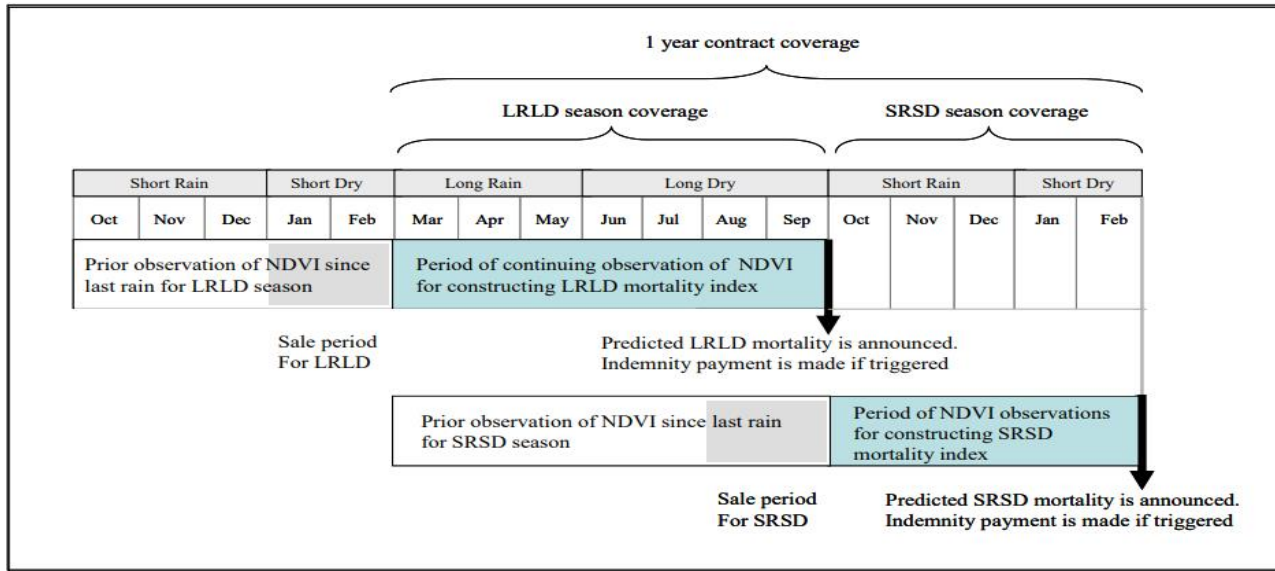 1 year contract coverage
LRLD season coverage
SRSD season coverage
Short Rain
Short Dry
Long Rain
Long Dry
Short Rain
Short Dry
Oct Nov Dec Jan Feb Mar Apr May Jun Jul Aug Sep Oct Nov Dec Jan Feb
Prior observation of NDVI since
last rain for LRLD season
Period of continuing observation of NDVI
for constructing LRLD mortality index
Sale period
For LRLD
Predicted LRLD mortality is announced.
Indemnity payment is made if triggered
Prior observation of NDVI since last rain
for SRSD season
Period of NDVI observations
for constructing SRSD
mortality index
Sale period
For SRSD
Predicted SRSD mortality is announced.
Indemnity payment is made if triggered